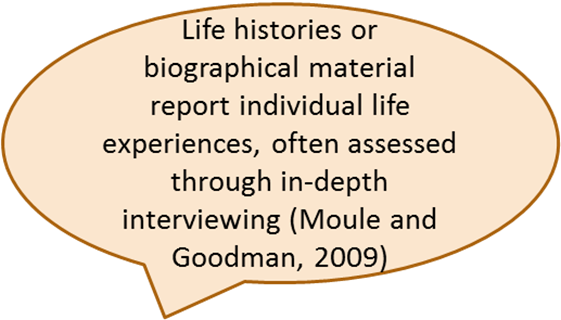 Life histories or
biographical material
report individual life
experiences, often assessed
through in-depth
interviewing (Moule and
Goodman, 2009)